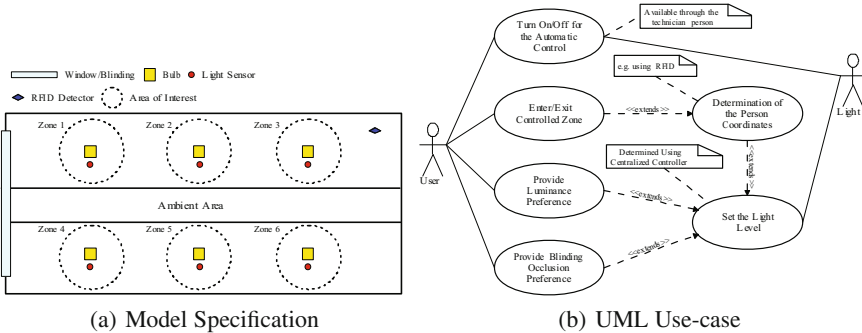 Window/Blinding
Bulb
Light Sensor
RFID Detector
Area of Interest
Zone 1
Zone 2
Zone 3
Ambient Area
Zone 4
Zone 5
Zone 6
(a) Model Specification
Turn On/Off for
the Automatic
Control
Available through the
technician person
e.g. using RFID
Enter/Exit
Controlled Zone
<<extends>>
Determination of
the Person
Coordinates
Light
User
Determined Using
Centralized Controller
<<extends>>
Provide
Luminance
Preference
<<extends>>
Set the Light
Level
Provide Blinding
Occlusion
Preference
<<extends>>
(b) UML Use-case